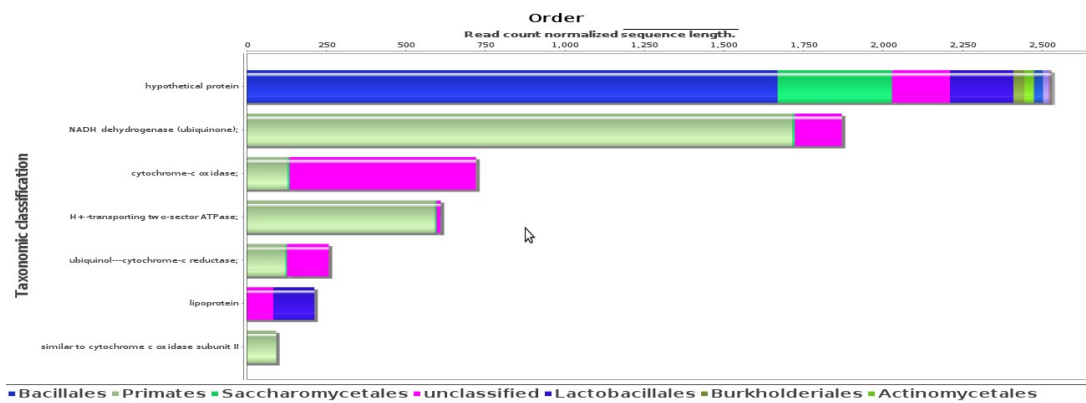 Order
Read count normalized sequence length.
0 250 500 750 1,000 1,250 1,500 1,750 2,000 2,250 2,500
Taxonomic classification
hypothetical protein
NADH dehydrogenase (ubiquinone);
cytochrome-c oxidase;
H+-transporting two-sector ATPase;
ubiquinol---cytochrome-c reductase;
lipoprotein
similar to cytochrome c oxidase subunit II
Bacillales Primates Saccharomycetales unclassified Lactobacillales Burkholderiales Actinomycetales